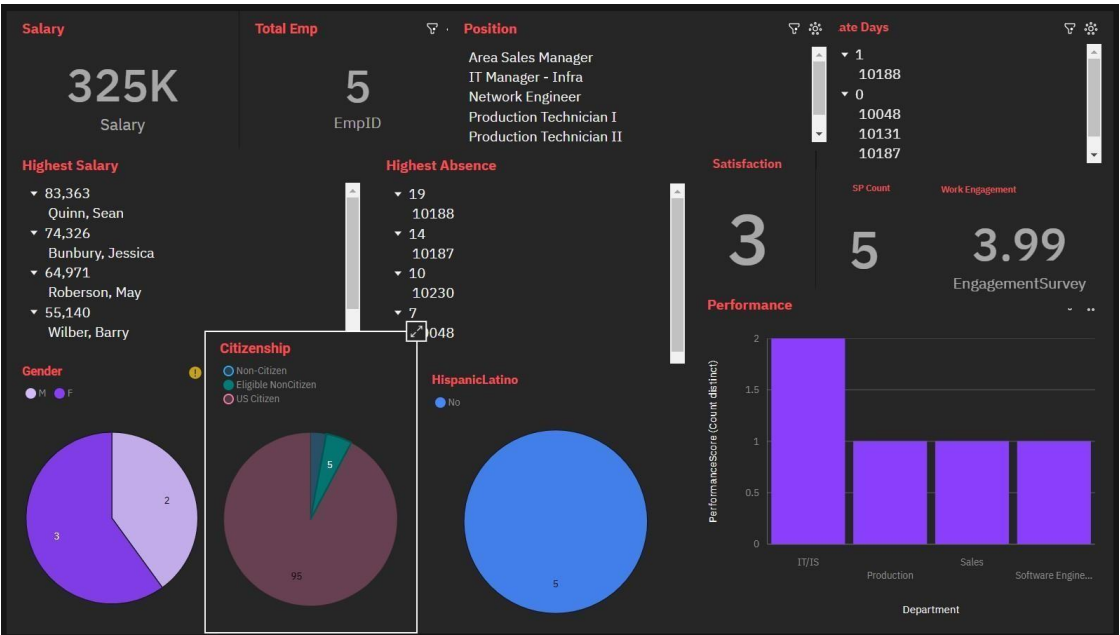 Salary
325K
Salary
Total Emp
5
EmpID
Position
Area Sales Manager
IT Manager - Infra
Network Engineer
Production Technician I
Production Technician II
ate Days
1
10188
0
10048
10131
10187
Highest Salary
83,363
Quinn, Sean
74,326
Bunbury, Jessica
64,971
Roberson, May
55,140
Wilber, Barry
Highest Absence
19
10188
14
10187
10
10230
7
0048
Satisfaction
3
SP Count
5
Work Engagement
3.99
EngagementSurvey
Gender
M F
2
3
Citizenship
Non-Citizen
Eligible NonCitizen
US Citizen
5
95
HispanicLatino
No
5
Performance
PerformanceScore (Count distinct)
2
1.5
1
0.5
0
IT/IS
Production
Sales
Software Engine...
Department